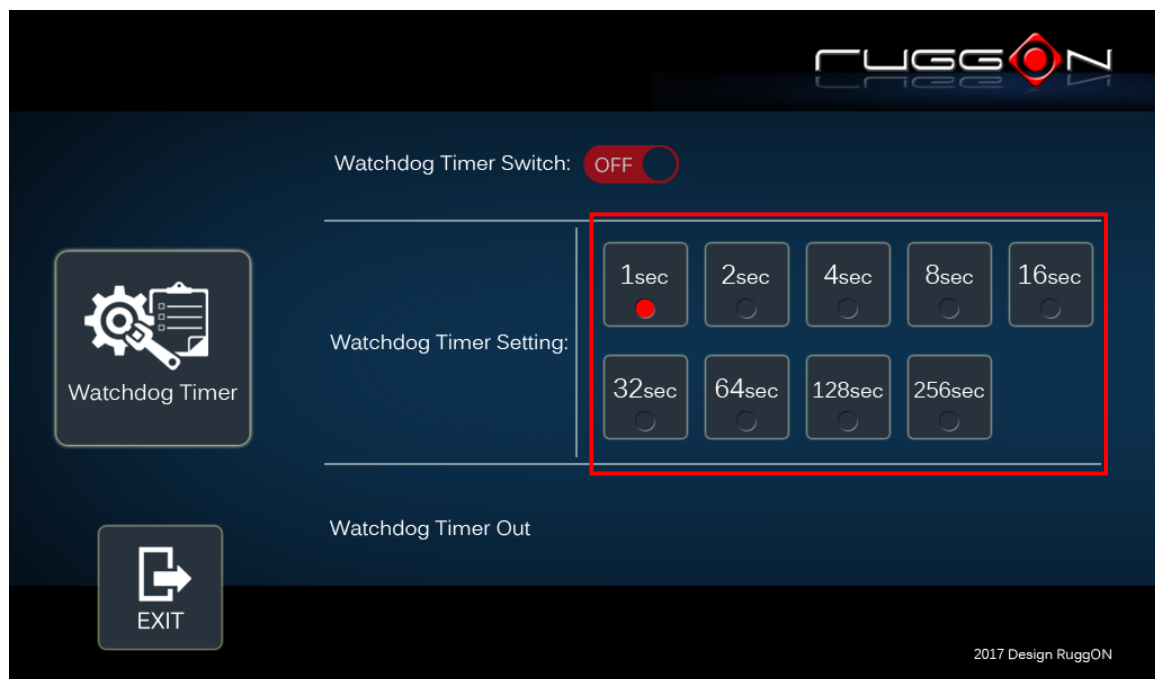 ruggON
Watchdog Timer Switch: OFF
1sec 2sec 4sec 8sec 16sec
Watchdog Timer Setting:
32sec 64sec 128sec 256sec
Watchdog Timer
Watchdog Timer Out
EXIT
2017 Design RuggON